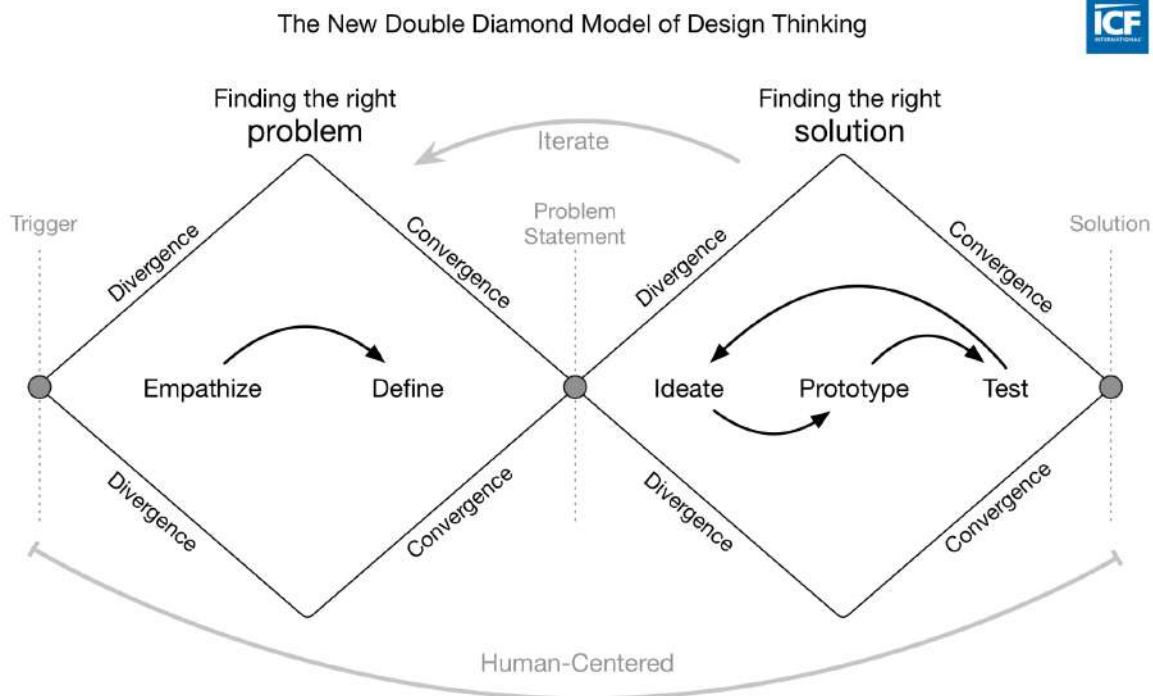 The New Double Diamond Model of Design Thinking
ICF
INTERNATIONAL
Finding the right
problem
Finding the right
solution
Iterate
Trigger
Problem
Statement
Solution
Divergence
Convergence
Divergence
Convergence
Empathize
Define
Ideate
Prototype
Test
Divergence
Convergence
Divergence
Convergence
Human-Centered